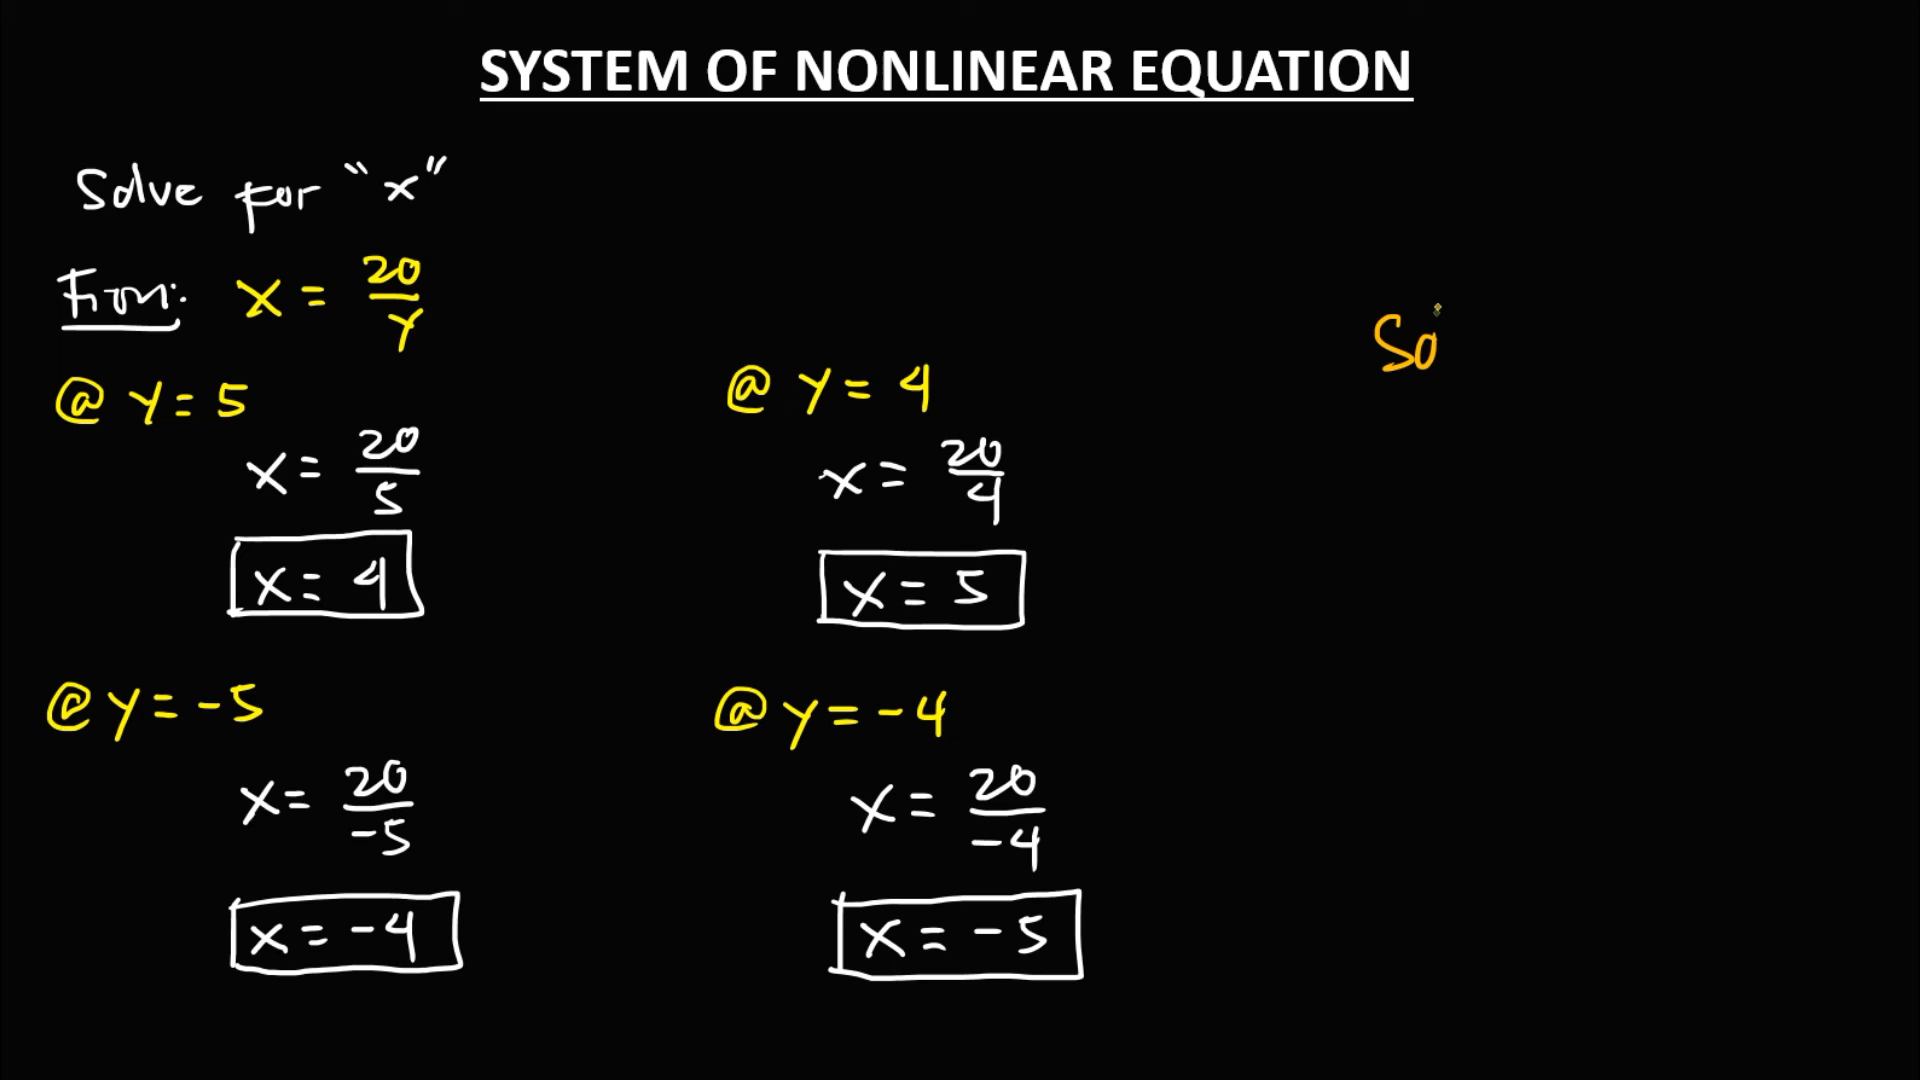 SYSTEM OF NONLINEAR EQUATION
Solve for "x"
From: x = 20/y
@ y = 5
x = 20/5
x = 4
@ y = -5
x = 20/-5
x = -4
@ y = 4
x = 20/4
x = 5
@ y = -4
x = 20/-4
x = -5
So